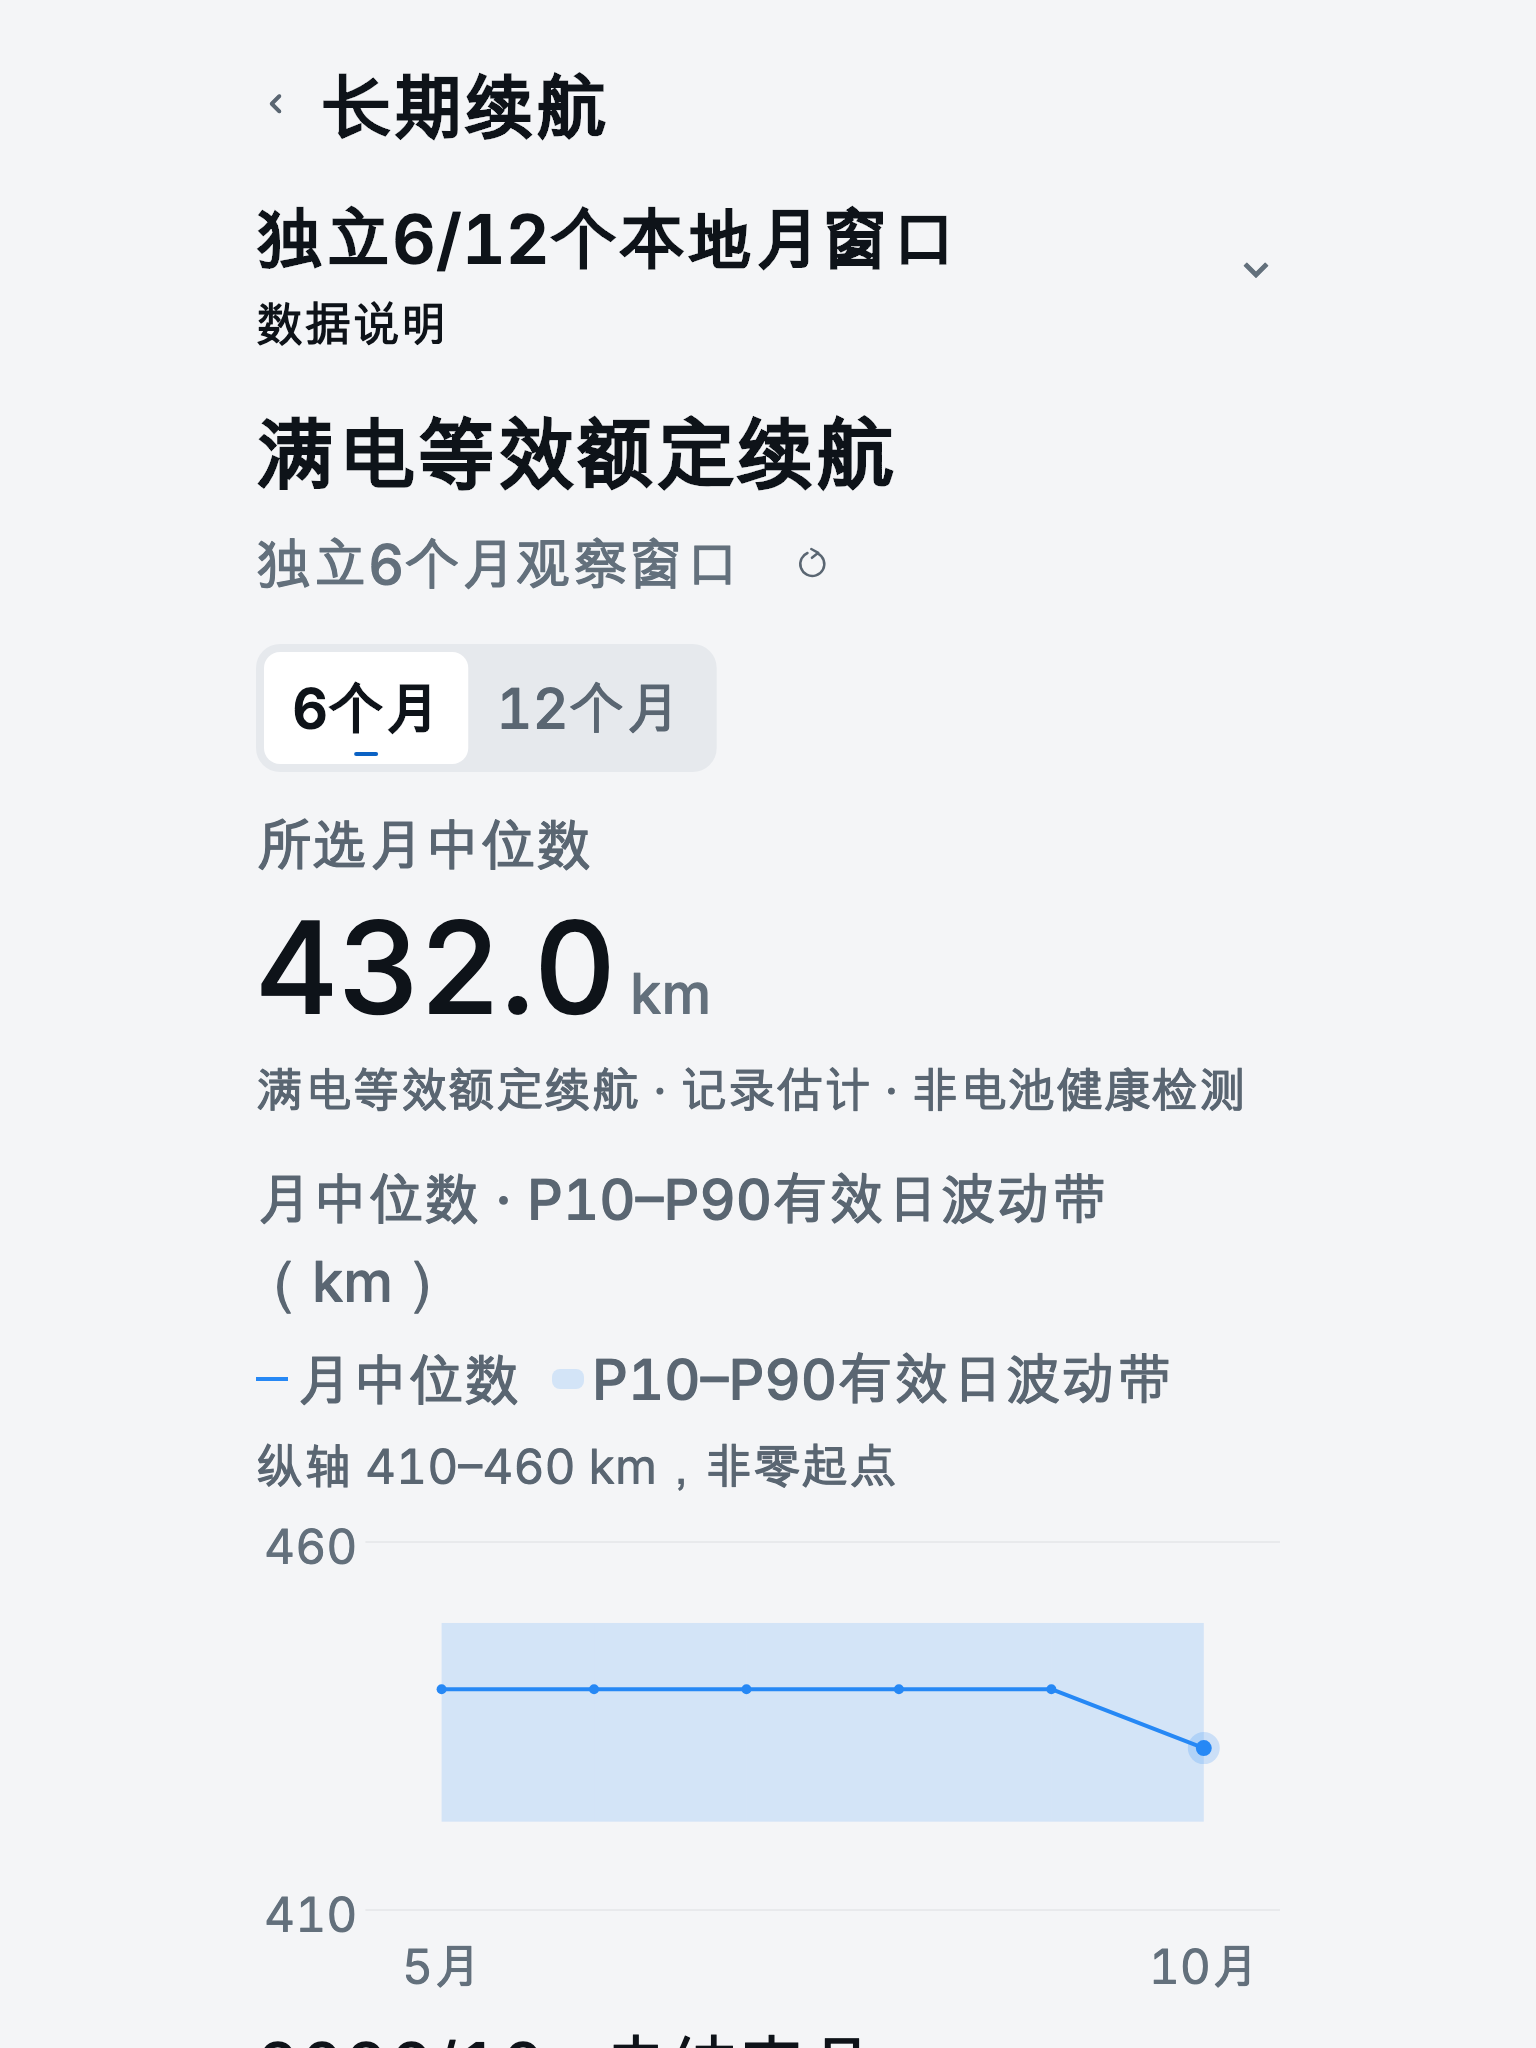 长期续航
独立6/12个本地月窗口
数据说明
满电等效额定续航
独立6个月观察窗口
6个月 12个月
所选月中位数
432.0 km
满电等效额定续航 · 记录估计 · 非电池健康检测
月中位数 · P10–P90有效日波动带
（km）
月中位数 P10–P90有效日波动带
纵轴 410–460 km，非零起点
460
410
5月 10月